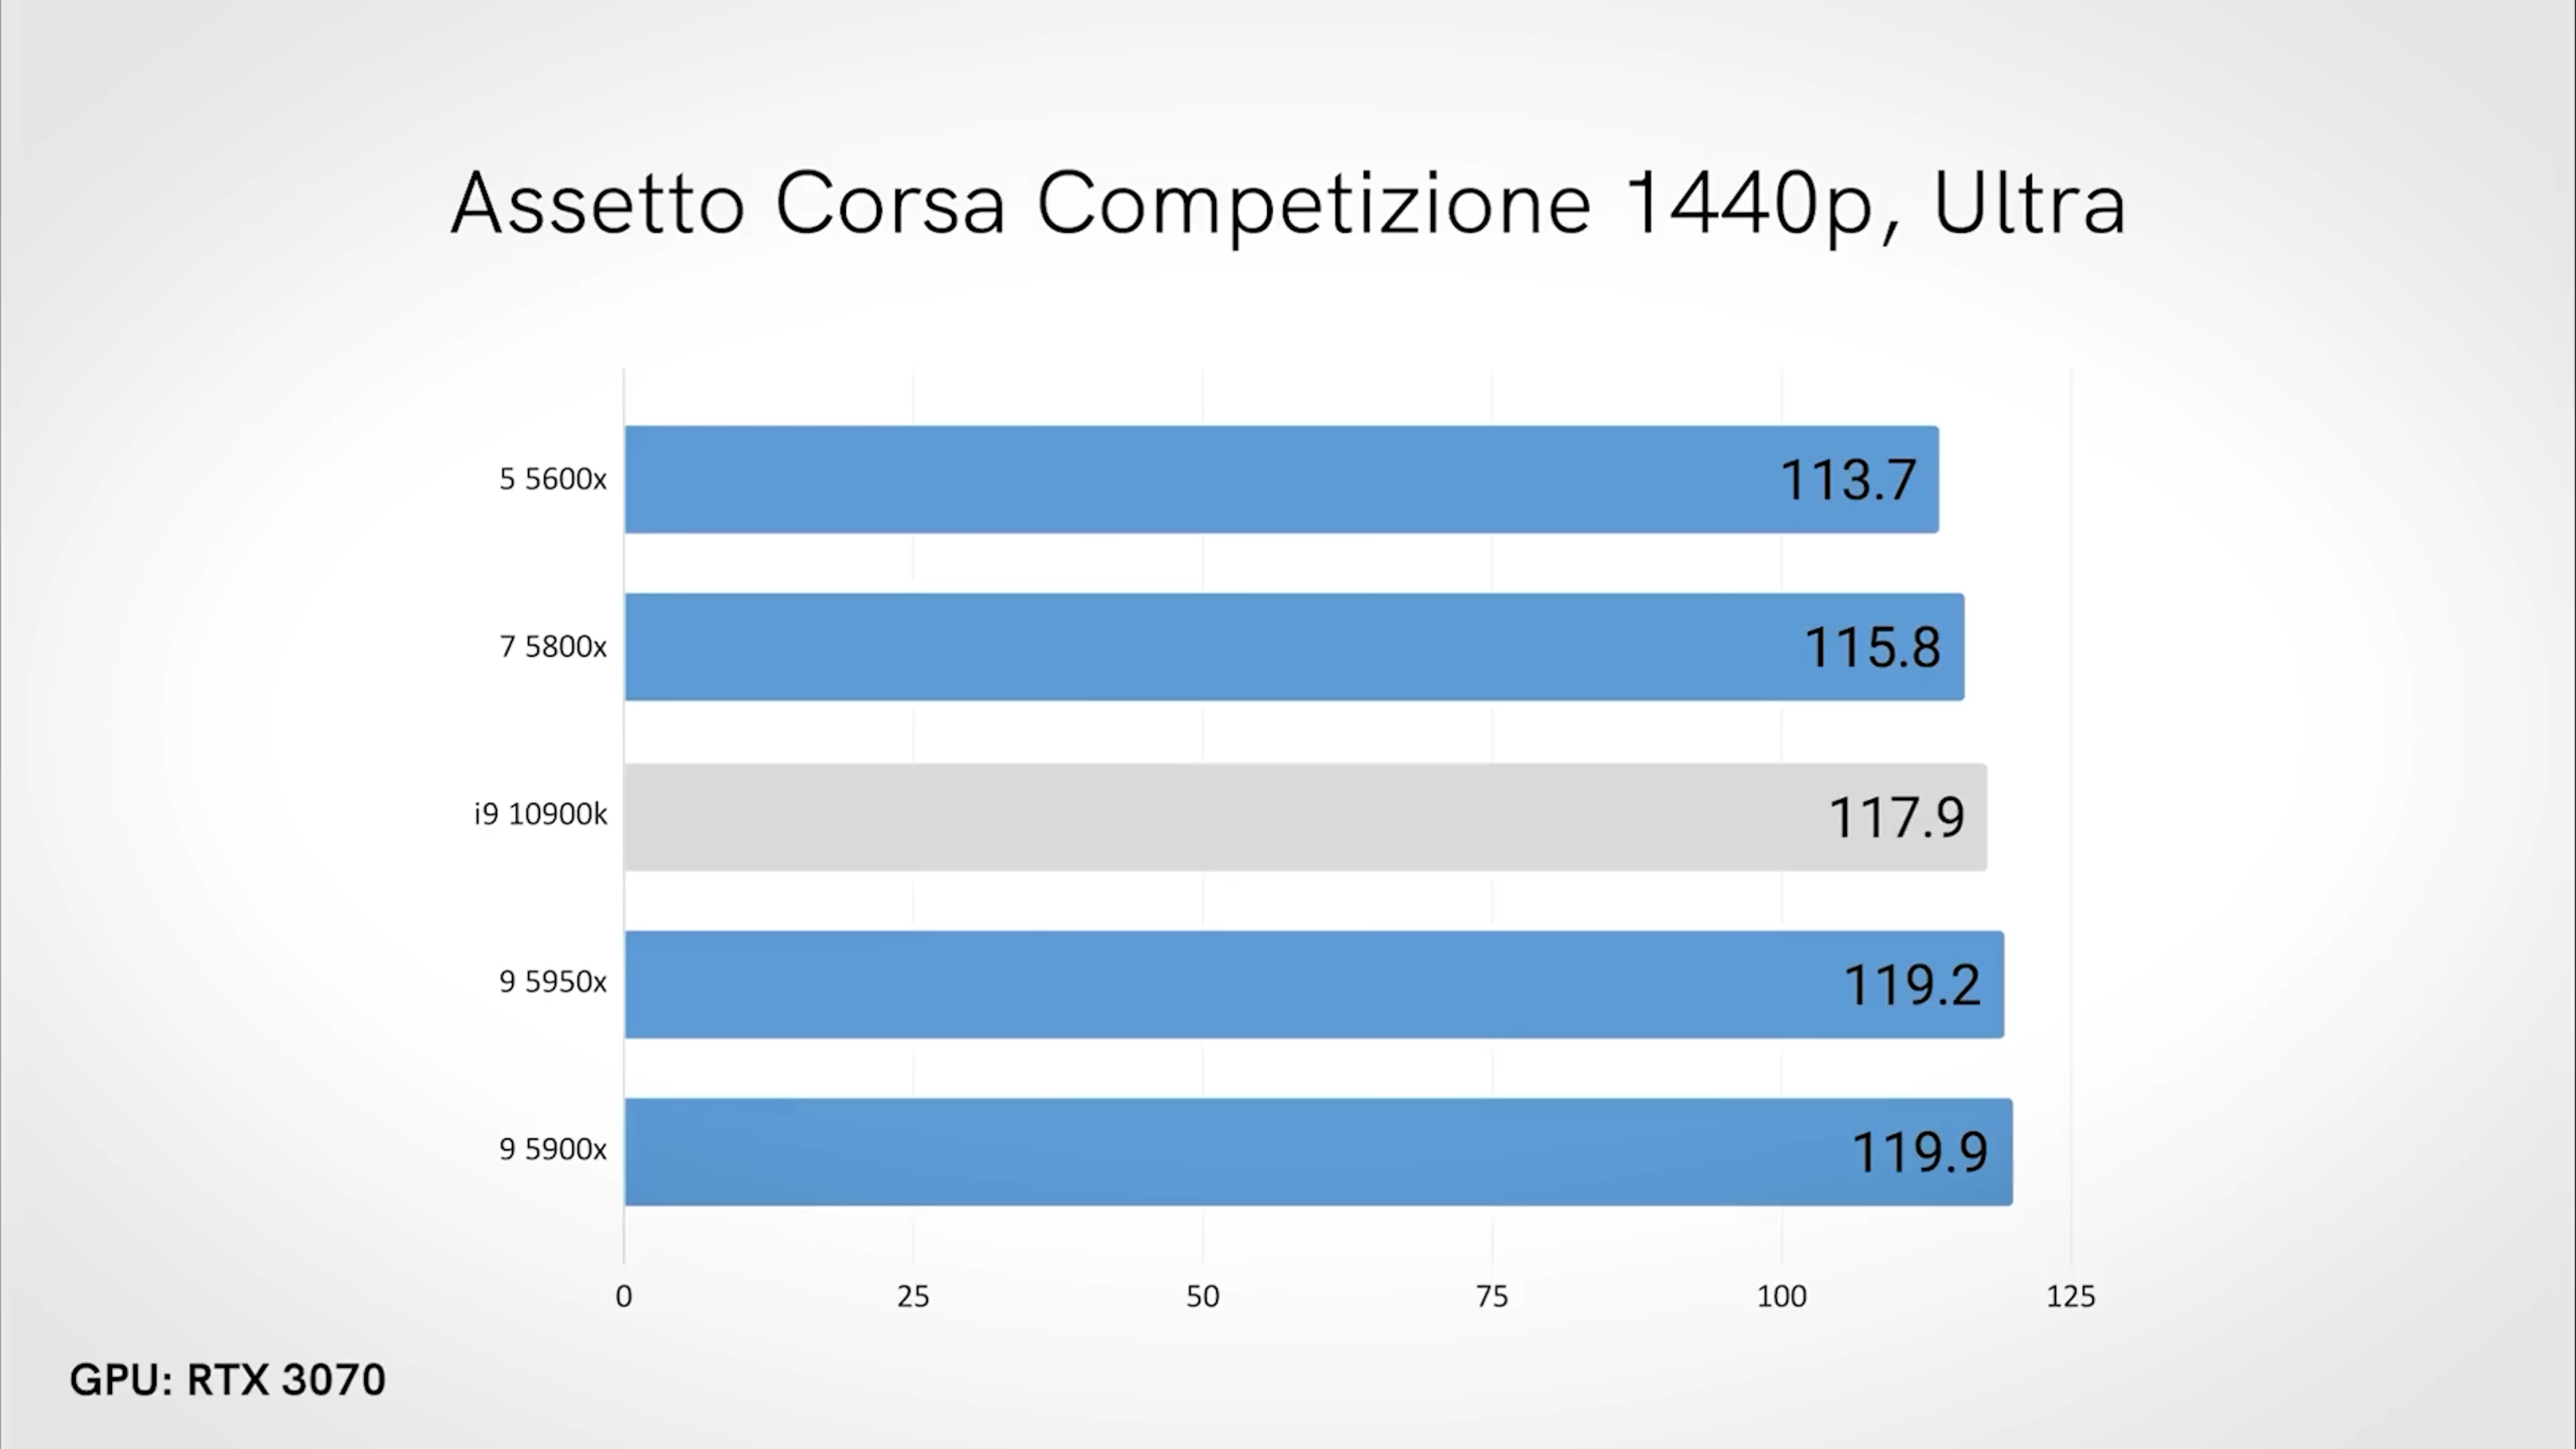 Assetto Corsa Competizione 1440p, Ultra
5 5600x
113.7
7 5800x
115.8
i9 10900k
117.9
9 5950x
119.2
9 5900x
119.9
0 25 50 75 100 125
GPU: RTX 3070